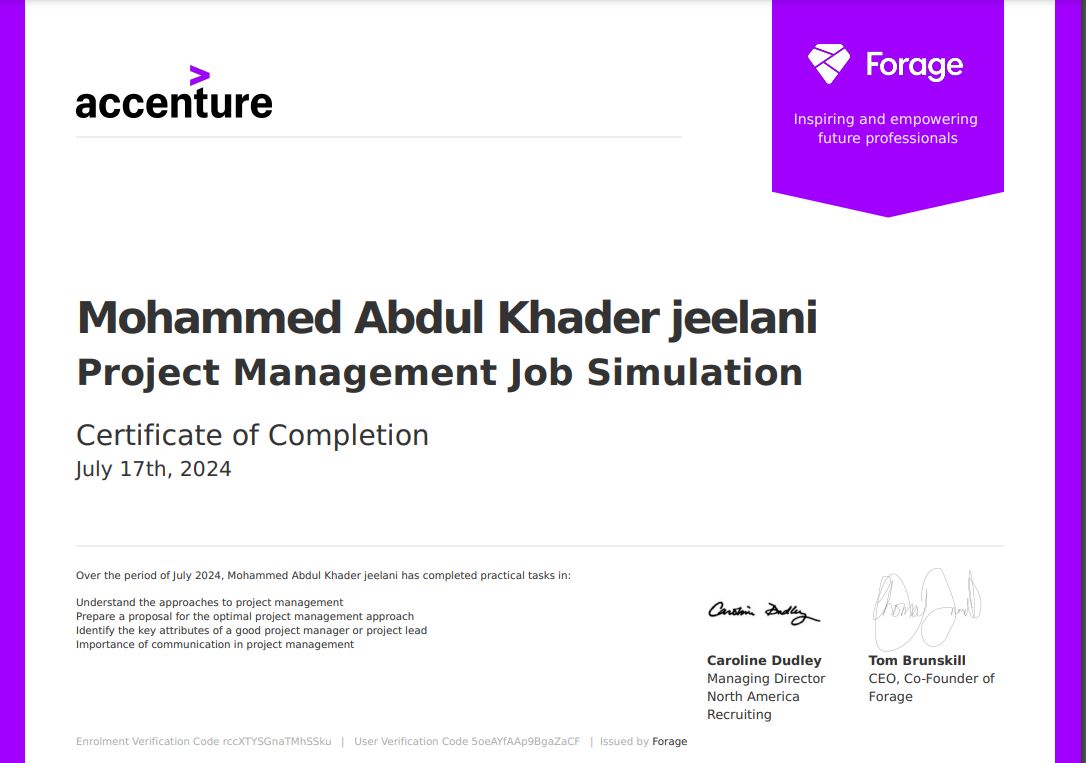 accenture
Forage
Inspiring and empowering
future professionals
Mohammed Abdul Khader jeelani
Project Management Job Simulation
Certificate of Completion
July 17th, 2024
Over the period of July 2024, Mohammed Abdul Khader jeelani has completed practical tasks in:
Understand the approaches to project management
Prepare a proposal for the optimal project management approach
Identify the key attributes of a good project manager or project lead
Importance of communication in project management
Caroline Dudley
Caroline Dudley
Managing Director
North America
Recruiting
Tom Brunskill
CEO, Co-Founder of
Forage
Enrolment Verification Code rccXTYSGnaTMhSSku | User Verification Code 5oeAYfAAp9BgaZaCF | Issued by Forage